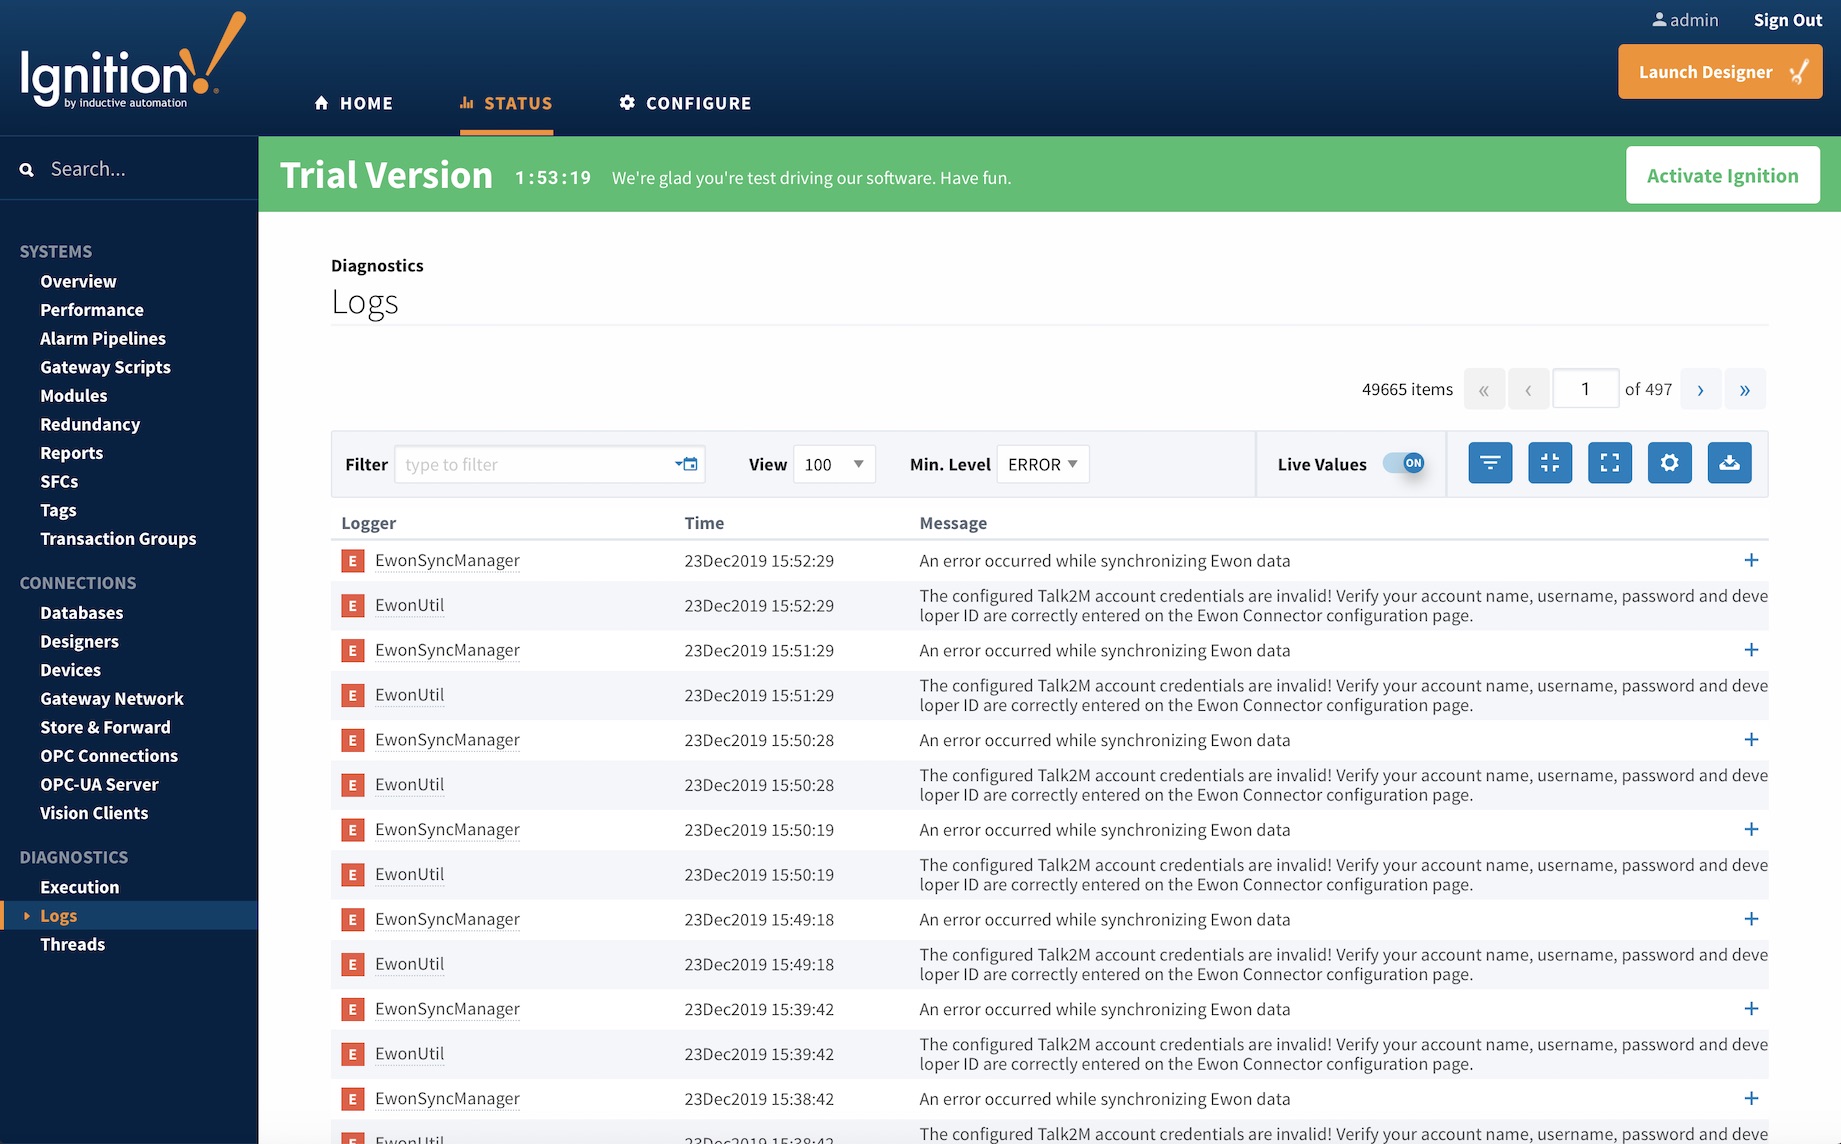 Ignition!
by inductive automation
admin
Sign Out
Launch Designer
HOME
STATUS
CONFIGURE
Search...
Trial Version 1:53:19 We're glad you're test driving our software. Have fun.
Activate Ignition
SYSTEMS
Overview
Performance
Alarm Pipelines
Gateway Scripts
Modules
Redundancy
Reports
SFCs
Tags
Transaction Groups
CONNECTIONS
Databases
Designers
Devices
Gateway Network
Store & Forward
OPC Connections
OPC-UA Server
Vision Clients
DIAGNOSTICS
Execution
Logs
Threads
Diagnostics
Logs
49665 items « ‹ 1 of 497 › »
Filter type to filter View 100 Min. Level ERROR Live Values ON
Logger Time Message
E EwonSyncManager 23Dec2019 15:52:29 An error occurred while synchronizing Ewon data +
E EwonUtil 23Dec2019 15:52:29 The configured Talk2M account credentials are invalid! Verify your account name, username, password and deve
loper ID are correctly entered on the Ewon Connector configuration page.
E EwonSyncManager 23Dec2019 15:51:29 An error occurred while synchronizing Ewon data +
E EwonUtil 23Dec2019 15:51:29 The configured Talk2M account credentials are invalid! Verify your account name, username, password and deve
loper ID are correctly entered on the Ewon Connector configuration page.
E EwonSyncManager 23Dec2019 15:50:28 An error occurred while synchronizing Ewon data +
E EwonUtil 23Dec2019 15:50:28 The configured Talk2M account credentials are invalid! Verify your account name, username, password and deve
loper ID are correctly entered on the Ewon Connector configuration page.
E EwonSyncManager 23Dec2019 15:50:19 An error occurred while synchronizing Ewon data +
E EwonUtil 23Dec2019 15:50:19 The configured Talk2M account credentials are invalid! Verify your account name, username, password and deve
loper ID are correctly entered on the Ewon Connector configuration page.
E EwonSyncManager 23Dec2019 15:49:18 An error occurred while synchronizing Ewon data +
E EwonUtil 23Dec2019 15:49:18 The configured Talk2M account credentials are invalid! Verify your account name, username, password and deve
loper ID are correctly entered on the Ewon Connector configuration page.
E EwonSyncManager 23Dec2019 15:39:42 An error occurred while synchronizing Ewon data +
E EwonUtil 23Dec2019 15:39:42 The configured Talk2M account credentials are invalid! Verify your account name, username, password and deve
loper ID are correctly entered on the Ewon Connector configuration page.
E EwonSyncManager 23Dec2019 15:38:42 An error occurred while synchronizing Ewon data +
E EwonUtil 23Dec2019 15:38:42 The configured Talk2M account credentials are invalid! Verify your account name, username, password and deve